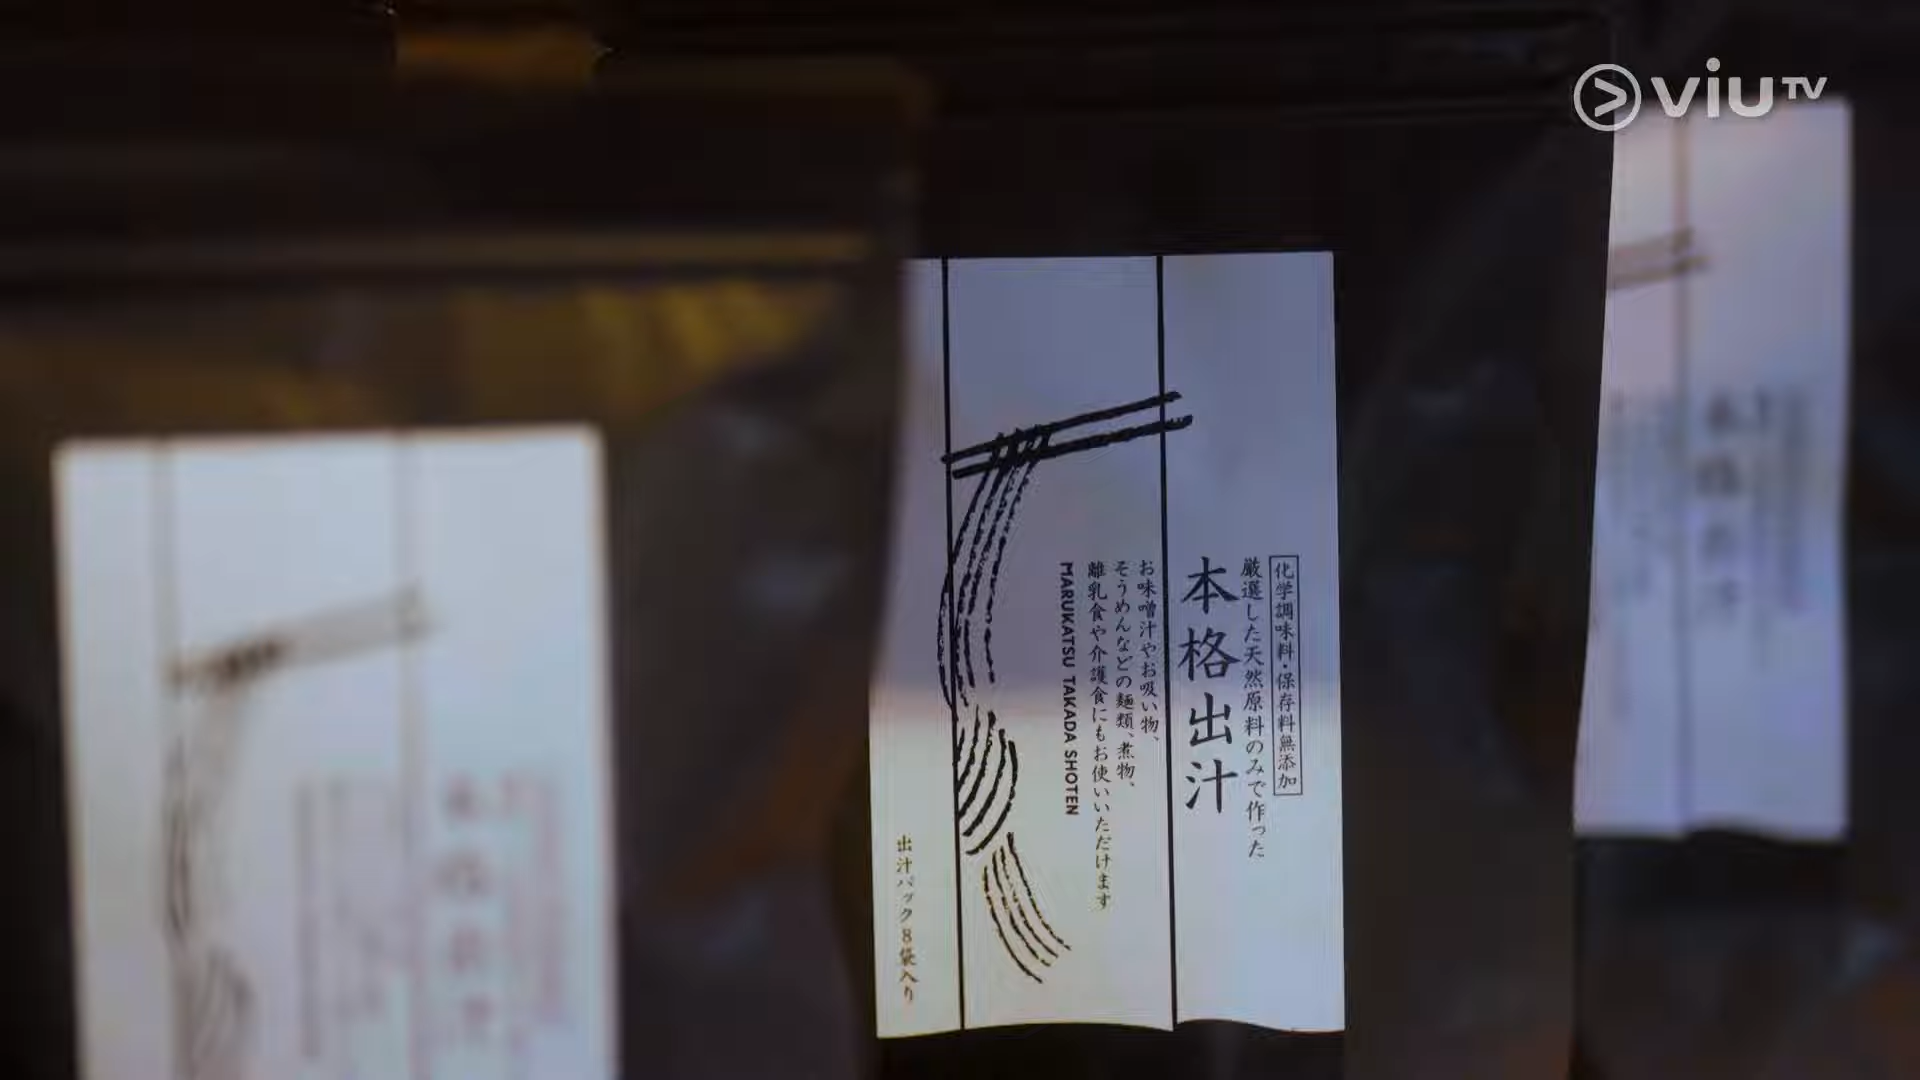 viuTV
化学調味料・保存料無添加
厳選した天然原料のみで作った
本格出汁
お味噌汁やお吸い物、
そうめんなどの麺類、煮物、
離乳食や介護食にもお使いいただけます
MARUKATSU TAKADA SHOTEN
出汁パック8袋入り